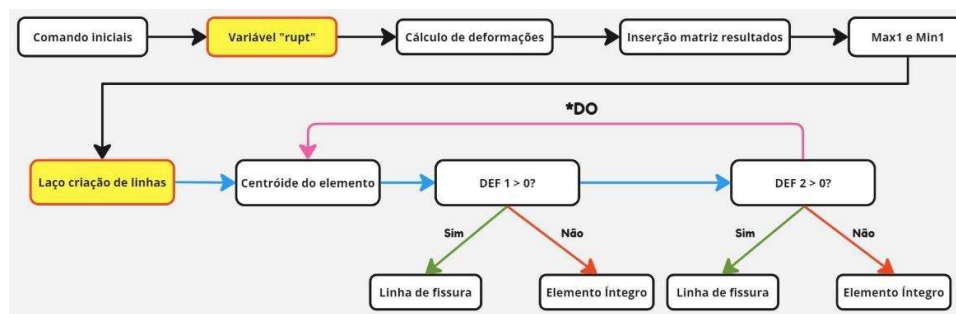 Comando iniciais
Variável "rupt"
Cálculo de deformações
Inserção matriz resultados
Max1 e Min1
*DO
Laço criação de linhas
Centróide do elemento
DEF 1 > 0?
DEF 2 > 0?
Sim
Não
Sim
Não
Linha de fissura
Elemento Íntegro
Linha de fissura
Elemento Íntegro